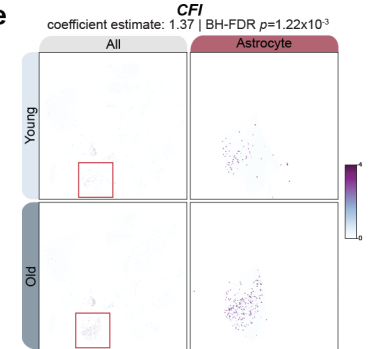 e
CFI
coefficient estimate: 1.37 | BH-FDR p=1.22x10⁻³
All
Astrocyte
Young
4
0
Old